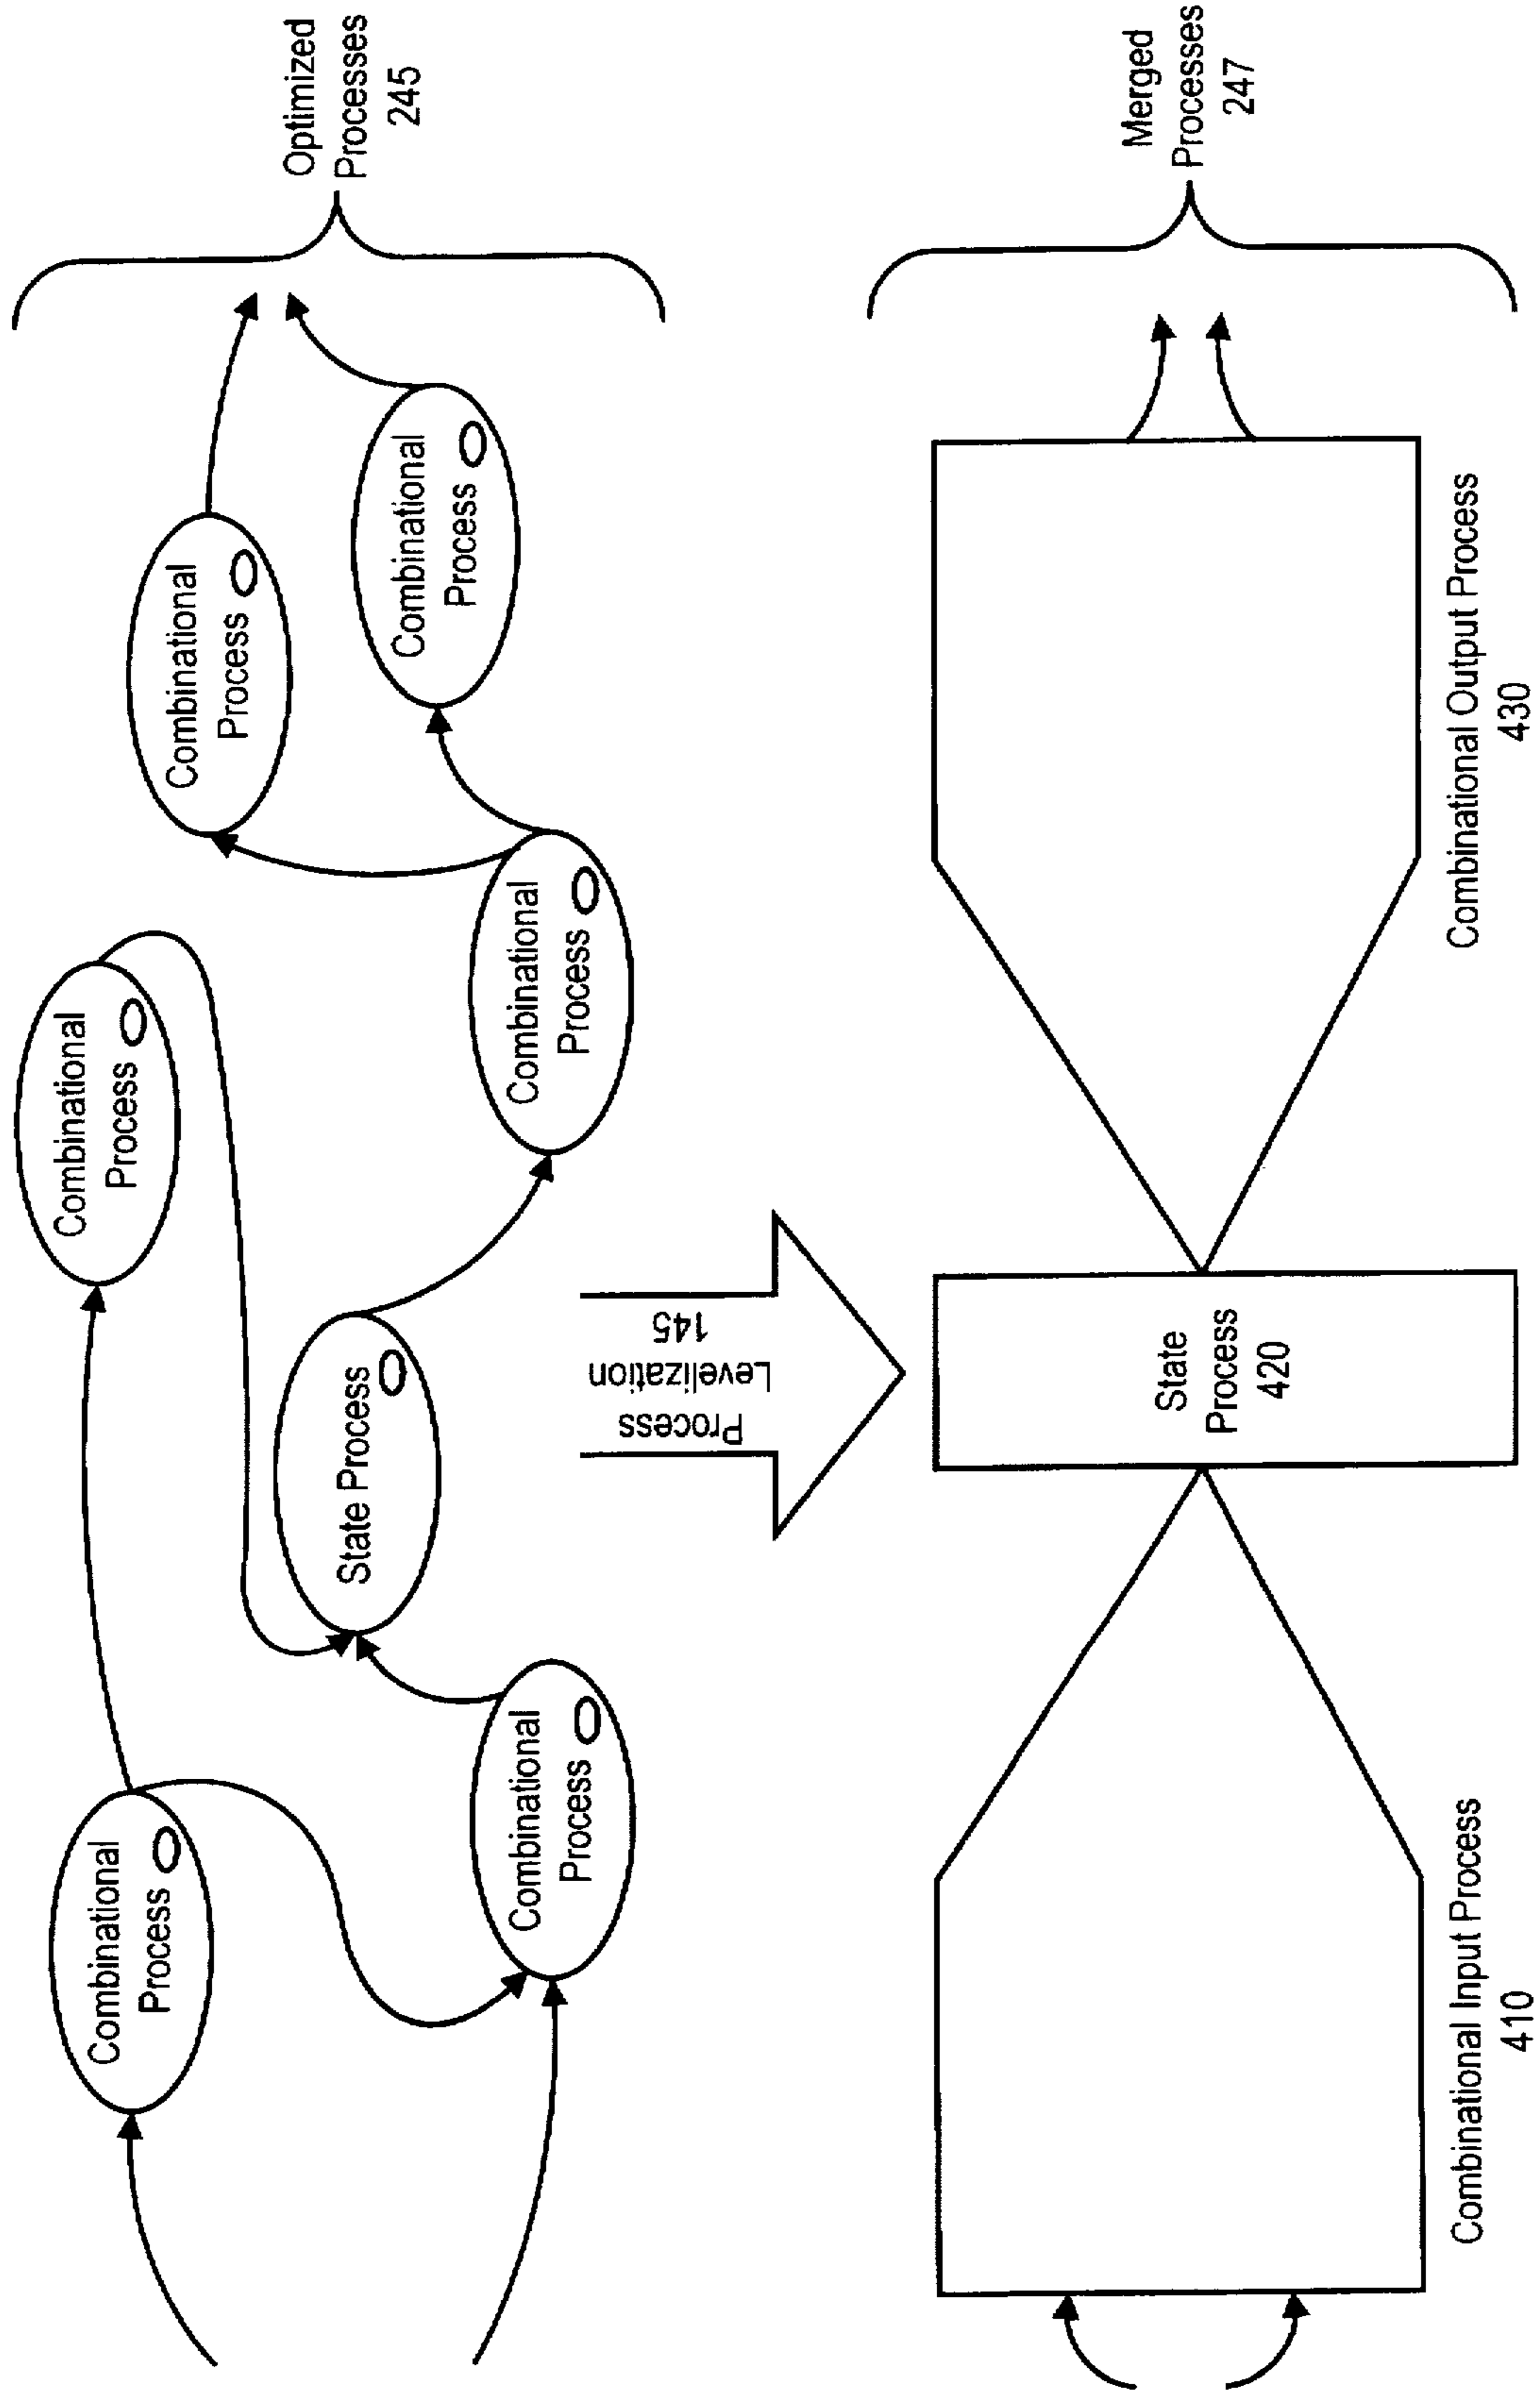 Combinational
Process
Combinational
Process
Combinational
Process
State Process
Combinational
Process
Combinational
Process
Combinational
Process
Optimized
Processes
245
Process
Levelization
145
Combinational Input Process
410
State
Process
420
Combinational Output Process
430
Merged
Processes
247